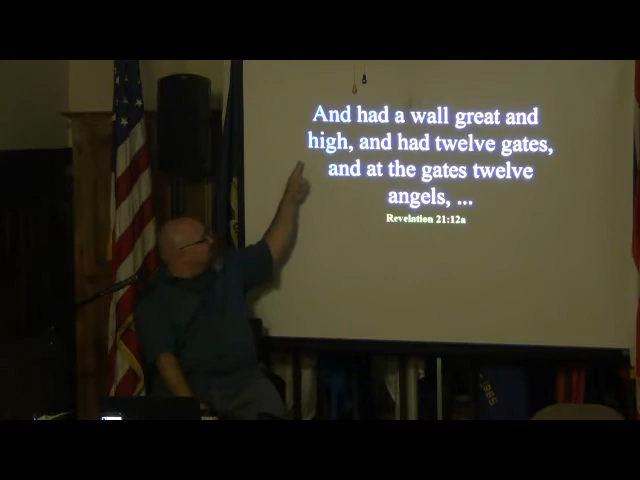 And had a wall great and
high, and had twelve gates,
and at the gates twelve
angels, ...
Revelation 21:12a